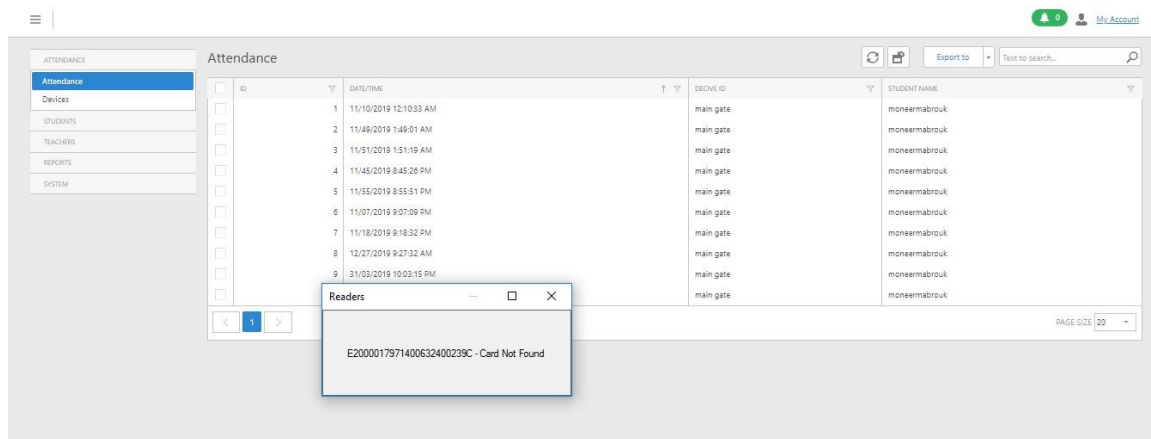 0 My Account
ATTENDANCE
Attendance
Devices
STUDENTS
TEACHERS
REPORTS
SYSTEM
Attendance Export to Text to search...
ID DATE/TIME DECIVE ID STUDENT NAME
1 11/10/2019 12:10:33 AM main gate moneermabrouk
2 11/49/2019 1:49:01 AM main gate moneermabrouk
3 11/51/2019 1:51:19 AM main gate moneermabrouk
4 11/45/2019 8:45:26 PM main gate moneermabrouk
5 11/55/2019 8:55:51 PM main gate moneermabrouk
6 11/07/2019 9:07:09 PM main gate moneermabrouk
7 11/18/2019 9:18:32 PM main gate moneermabrouk
8 12/27/2019 9:27:32 AM main gate moneermabrouk
9 31/03/2019 10:03:15 PM main gate moneermabrouk
main gate moneermabrouk
1 PAGE SIZE 20
Readers
E2000017971400632400239C - Card Not Found